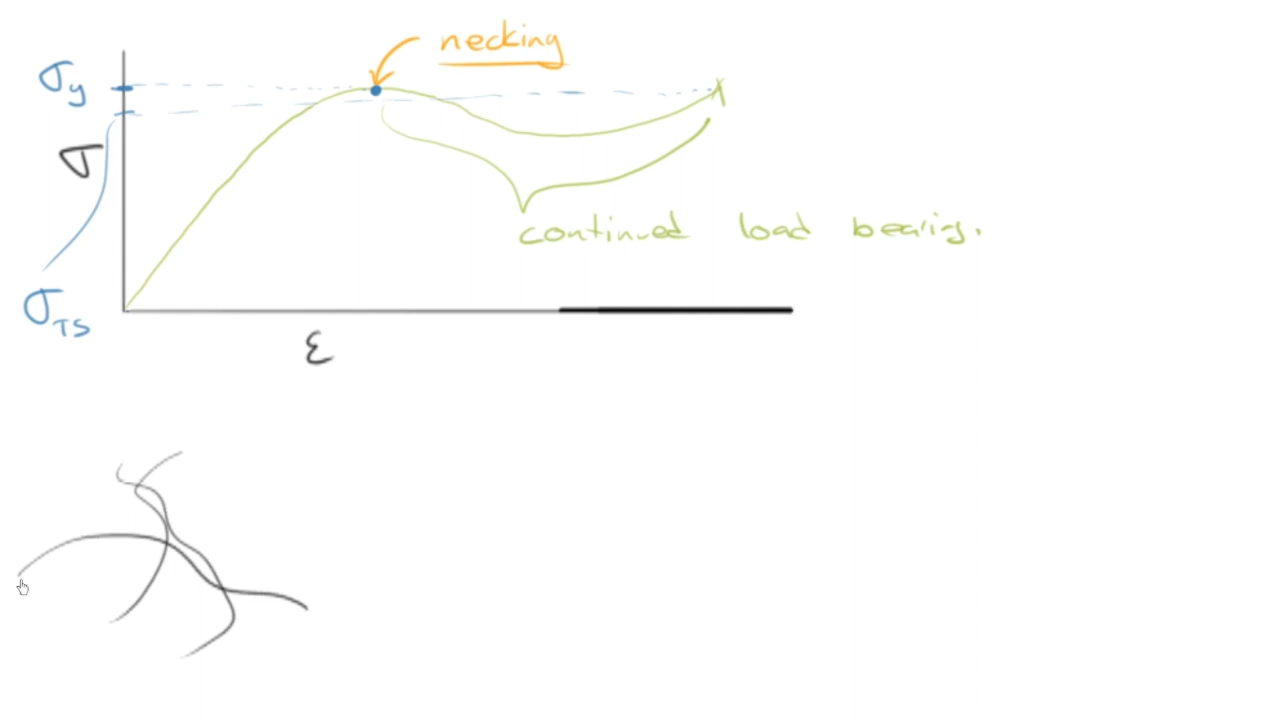 necking
σy
σ
continued load bearing.
σTS
ε